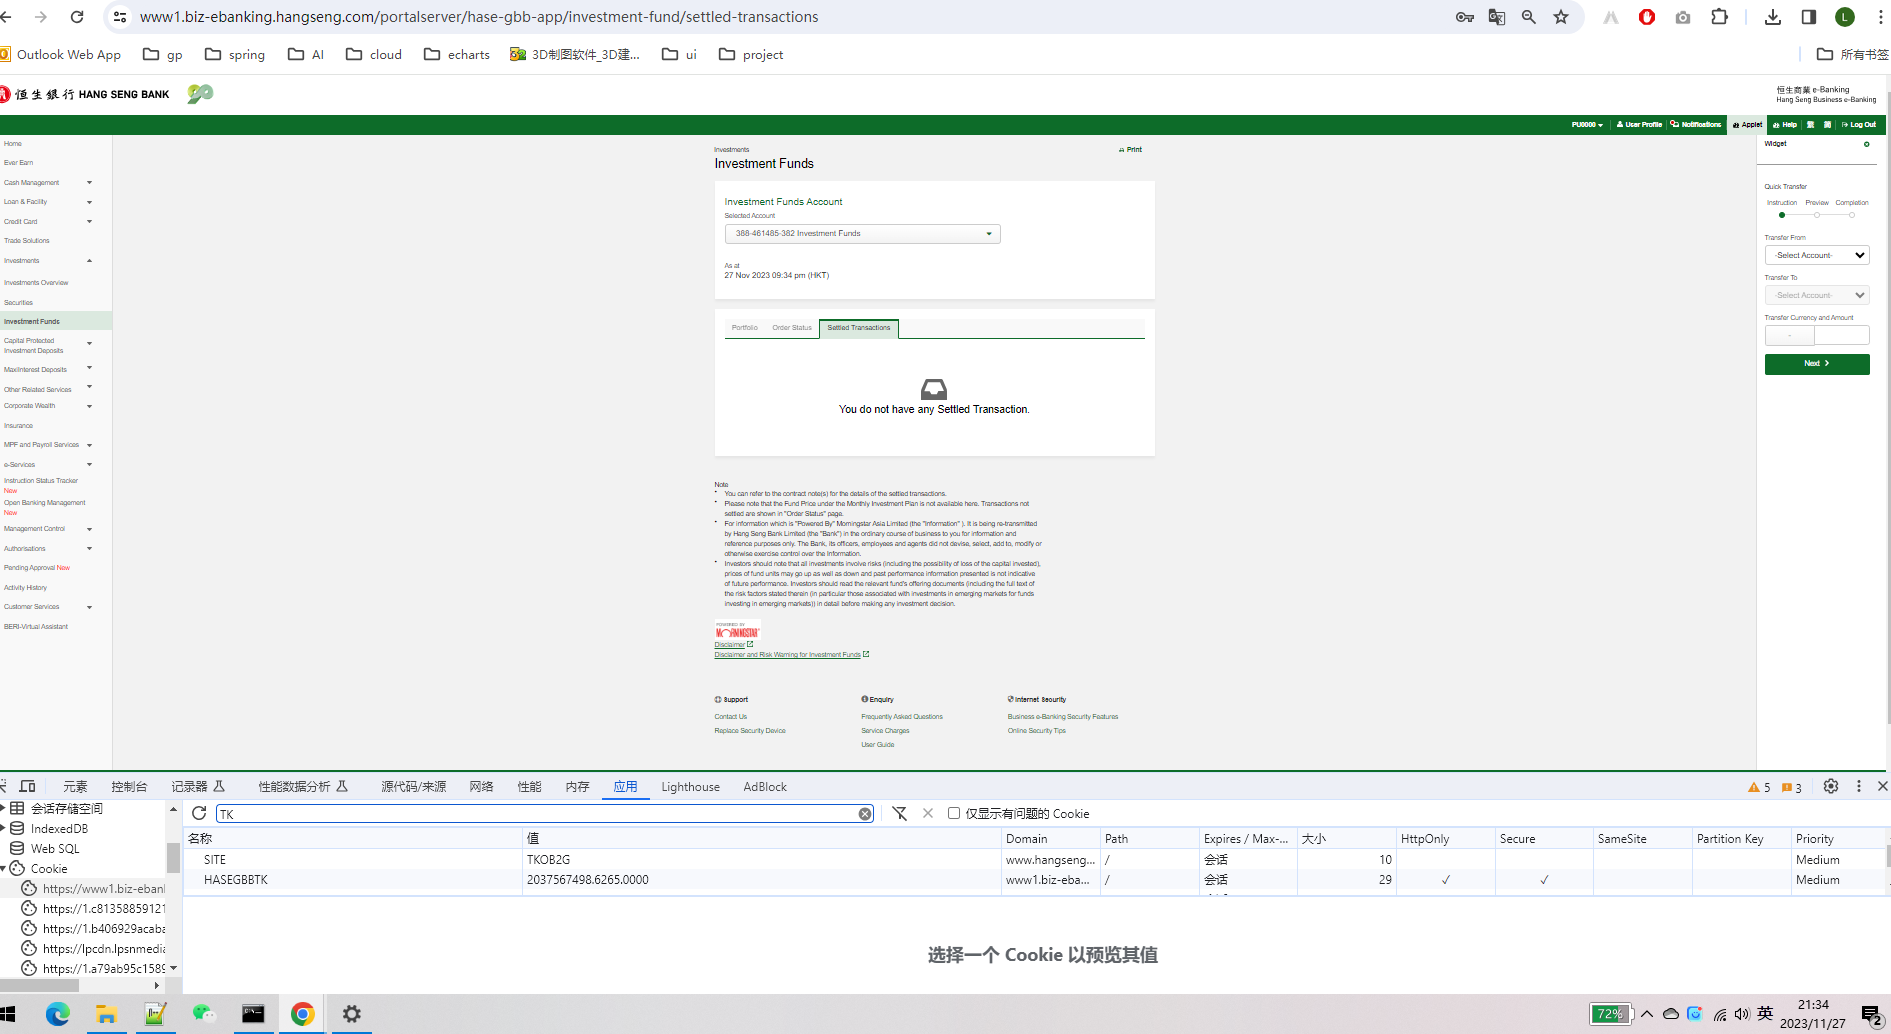 www1.biz-ebanking.hangseng.com/portalserver/hase-gbb-app/investment-fund/settled-transactions
L
Outlook Web App
gp
spring
AI
cloud
echarts
3D制图软件_3D建...
ui
project
所有书签
恒生銀行 HANG SENG BANK
90
恒生商業 e-Banking
Hang Seng Business e-Banking
PU0000
User Profile
Notifications
Applet
Help
繁
簡
Log Out
Home
Ever Earn
Cash Management
Loan & Facility
Credit Card
Trade Solutions
Investments
Investments Overview
Securities
Investment Funds
Capital Protected
Investment Deposits
MaxiInterest Deposits
Other Related Services
Corporate Wealth
Insurance
MPF and Payroll Services
e-Services
Instruction Status Tracker
New
Open Banking Management
New
Management Control
Authorisations
Pending Approval New
Activity History
Customer Services
BERI-Virtual Assistant
Investments
Print
Investment Funds
Investment Funds Account
Selected Account
388-461485-382 Investment Funds
As at
27 Nov 2023 09:34 pm (HKT)
Portfolio
Order Status
Settled Transactions
You do not have any Settled Transaction.
Note
You can refer to the contract note(s) for the details of the settled transactions.
Please note that the Fund Price under the Monthly Investment Plan is not available here. Transactions not
settled are shown in "Order Status" page.
For information which is "Powered By" Morningstar Asia Limited (the "Information" ). It is being re-transmitted
by Hang Seng Bank Limited (the "Bank") in the ordinary course of business to you for information and
reference purposes only. The Bank, its officers, employees and agents did not devise, select, add to, modify or
otherwise exercise control over the Information.
Investors should note that all investments involve risks (including the possibility of loss of the capital invested),
prices of fund units may go up as well as down and past performance information presented is not indicative
of future performance. Investors should read the relevant fund's offering documents (including the full text of
the risk factors stated therein (in particular those associated with investments in emerging markets for funds
investing in emerging markets)) in detail before making any investment decision.
POWERED BY
MORNINGSTAR
Disclaimer
Disclaimer and Risk Warning for Investment Funds
Support
Contact Us
Replace Security Device
Enquiry
Frequently Asked Questions
Service Charges
User Guide
Internet Security
Business e-Banking Security Features
Online Security Tips
Widget
Quick Transfer
Instruction
Preview
Completion
Transfer From
-Select Account-
Transfer To
-Select Account-
Transfer Currency and Amount
-
Next
元素
控制台
记录器
性能数据分析
源代码/来源
网络
性能
内存
应用
Lighthouse
AdBlock
5
3
会话存储空间
IndexedDB
Web SQL
Cookie
https://www1.biz-eban
https://1.c81358859121
https://1.b406929acaba
https://lpcdn.lpsnmedia
https://1.a79ab95c1589
TK
仅显示有问题的 Cookie
名称 值 Domain Path Expires / Max-... 大小 HttpOnly Secure SameSite Partition Key Priority
SITE TKOB2G www.hangseng... / 会话 10 Medium
HASEGBBTK 2037567498.6265.0000 www1.biz-eba... / 会话 29 ✓ ✓ Medium
选择一个 Cookie 以预览其值
72%
英
21:34
2023/11/27
2